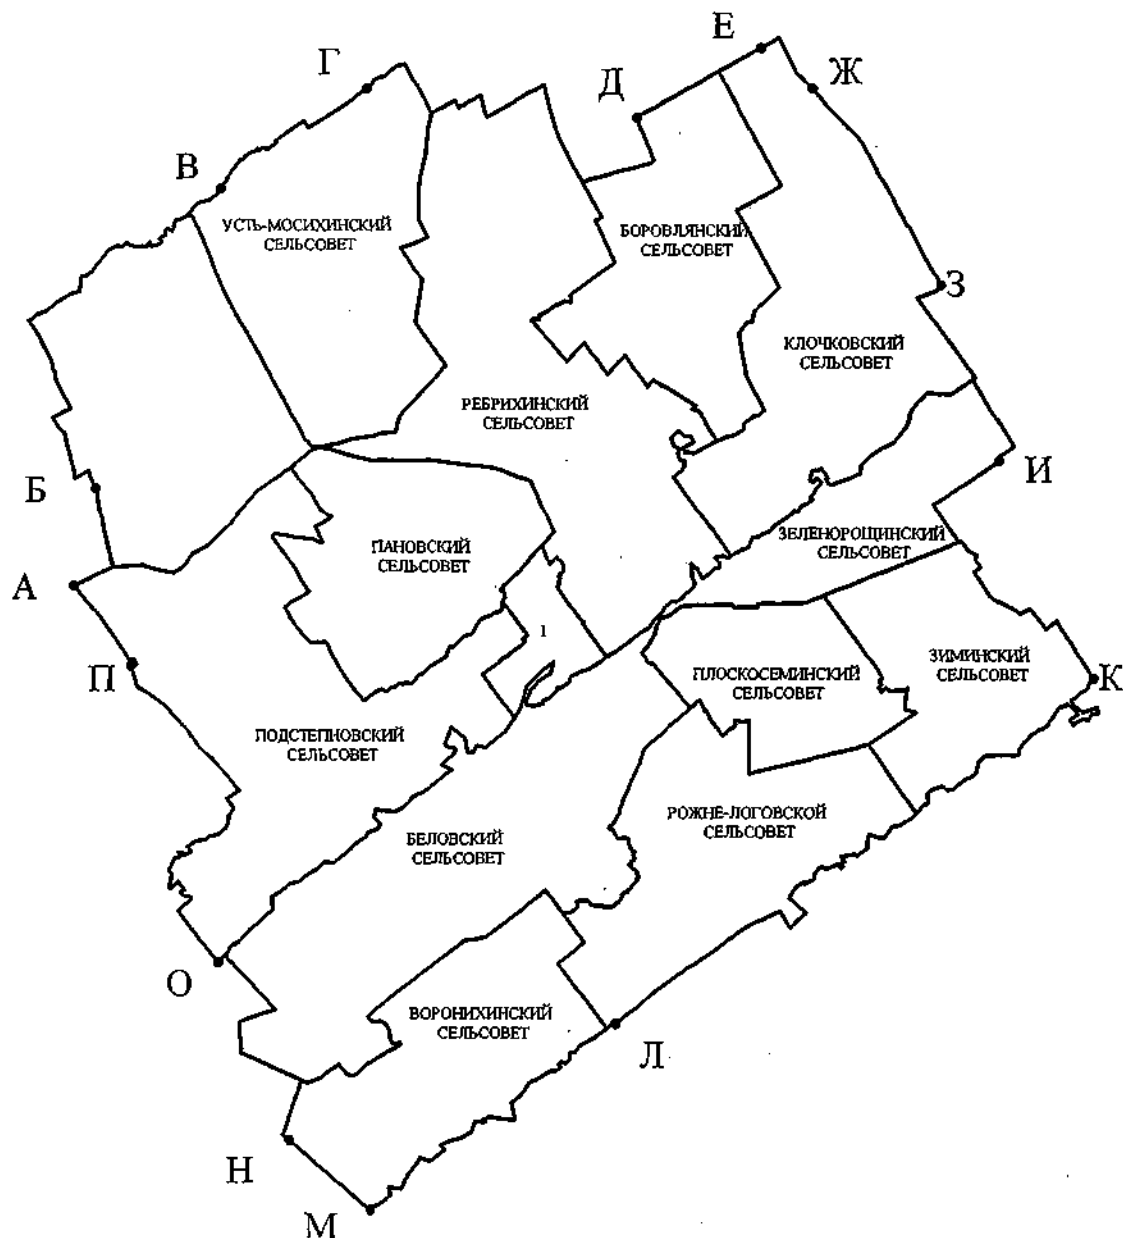 Е
Г
Ж
Д
В
УСТЬ-МОСИХИНСКИЙ
СЕЛЬСОВЕТ
БОРОВЛЯНСКИЙ
СЕЛЬСОВЕТ
З
КЛОЧКОВСКИЙ
СЕЛЬСОВЕТ
РЕБРИХИНСКИЙ
СЕЛЬСОВЕТ
И
Б
ЗЕЛЕНОРОЩИНСКИЙ
СЕЛЬСОВЕТ
ПАНОВСКИЙ
СЕЛЬСОВЕТ
А
1
ЗИМИНСКИЙ
СЕЛЬСОВЕТ
П
ПЛОСКОСЕМИНСКИЙ
СЕЛЬСОВЕТ
К
ПОДСТЕПНОВСКИЙ
СЕЛЬСОВЕТ
РОЖНЕ-ЛОГОВСКОЙ
СЕЛЬСОВЕТ
БЕЛОВСКИЙ
СЕЛЬСОВЕТ
О
ВОРОНИХИНСКИЙ
СЕЛЬСОВЕТ
Л
Н
М